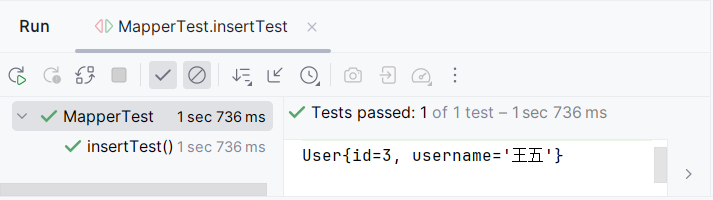 Run MapperTest.insertTest
MapperTest 1 sec 736 ms
insertTest() 1 sec 736 ms
Tests passed: 1 of 1 test – 1 sec 736 ms
User{id=3, username='王五'}